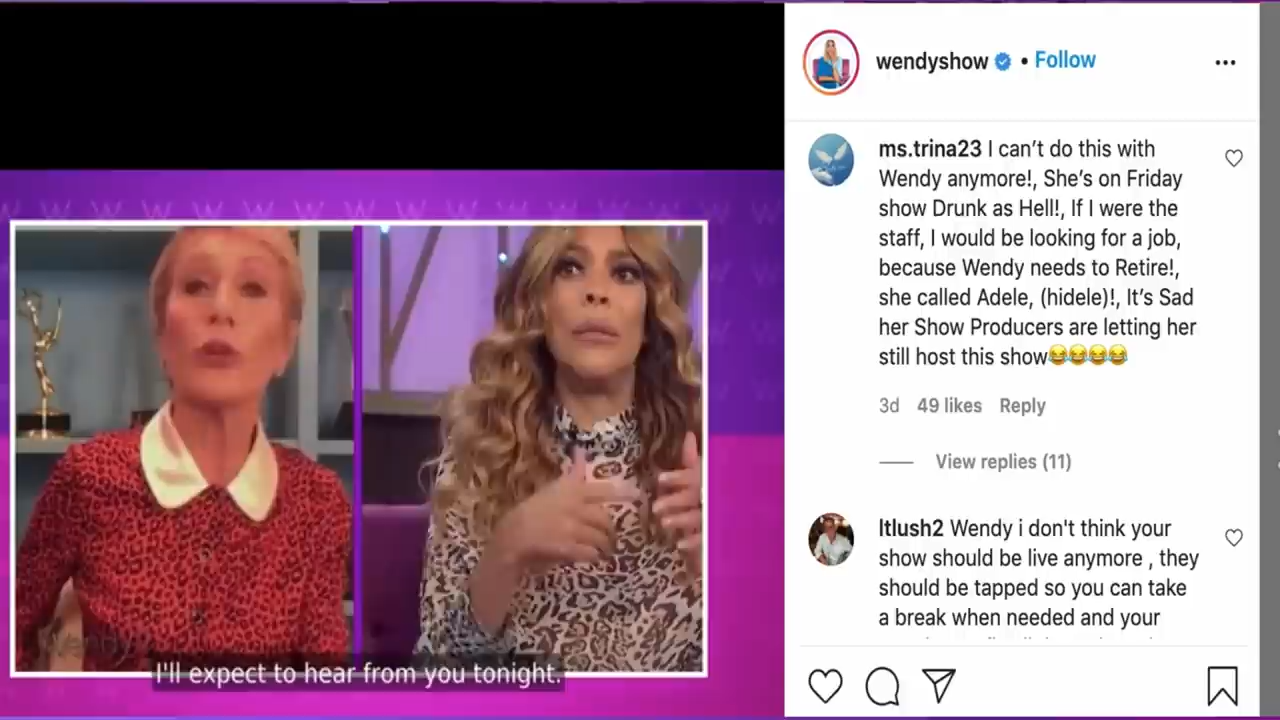 wendyshow • Follow
ms.trina23 I can't do this with
Wendy anymore!, She's on Friday
show Drunk as Hell!, If I were the
staff, I would be looking for a job,
because Wendy needs to Retire!,
she called Adele, (hidele)!, It's Sad
her Show Producers are letting her
still host this show😂😂😂😂
3d 49 likes Reply
View replies (11)
ltlush2 Wendy i don't think your
show should be live anymore , they
should be tapped so you can take
a break when needed and your
Wendy
I'll expect to hear from you tonight.